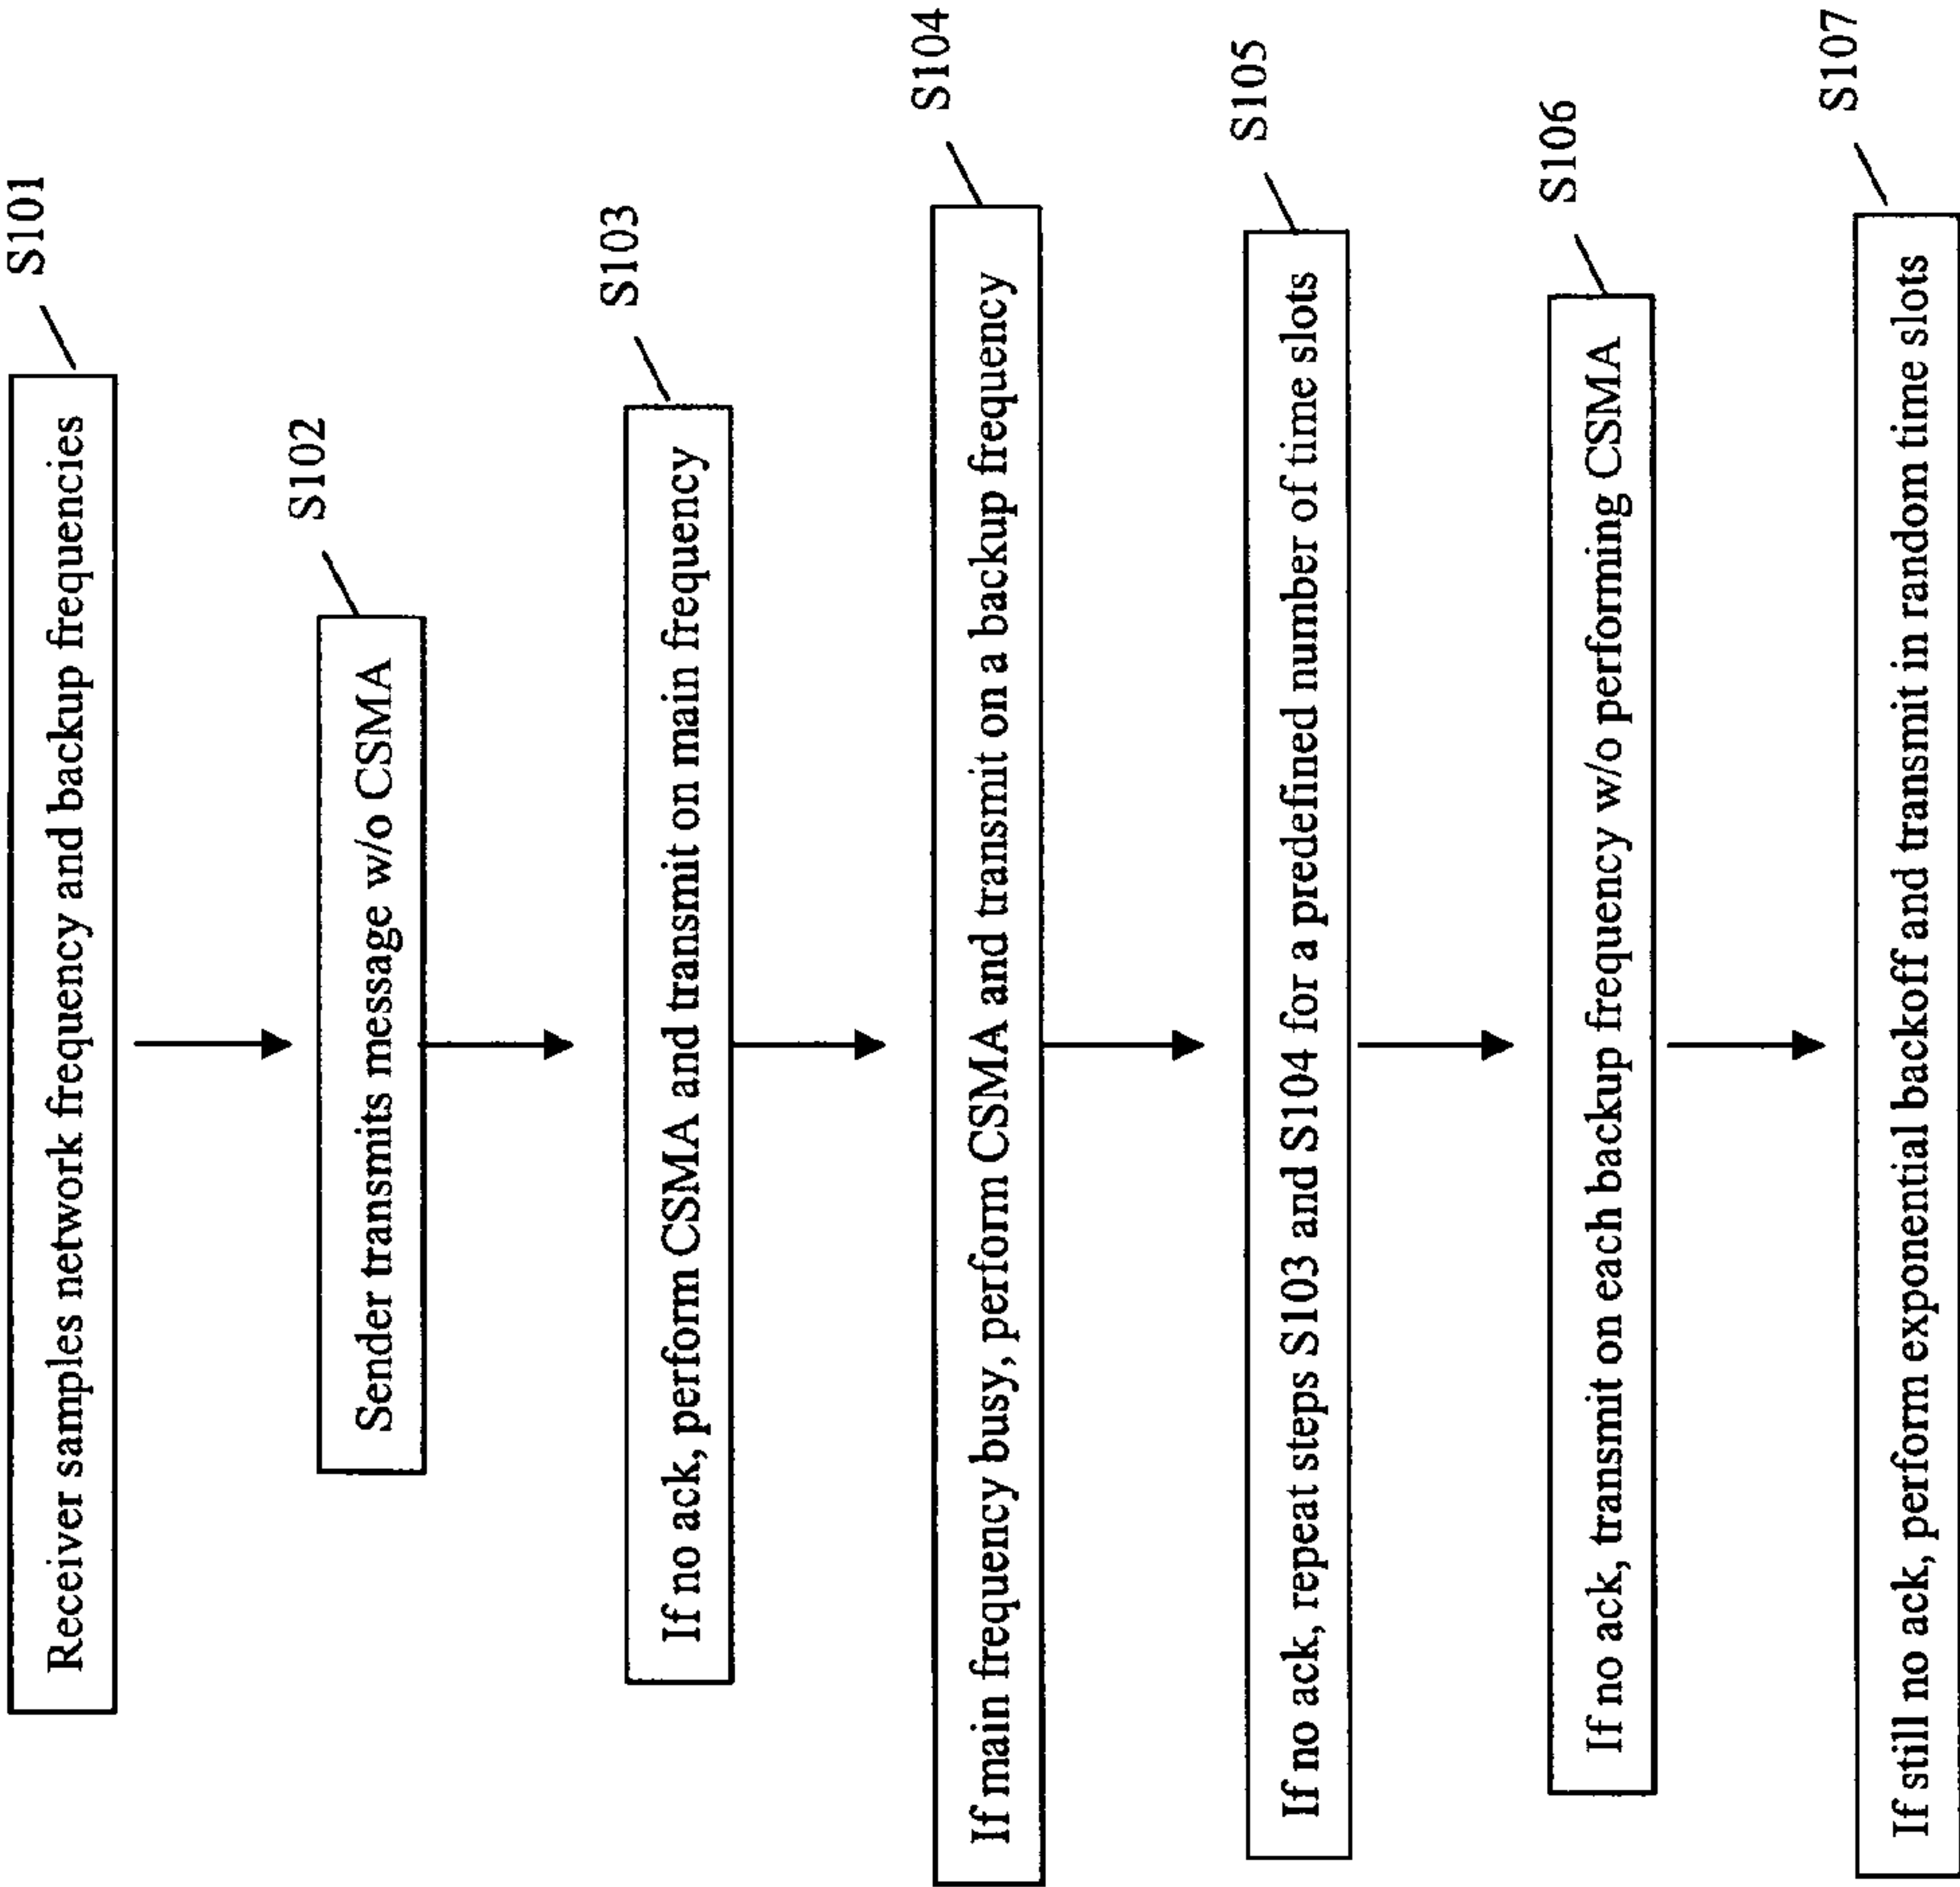 Receiver samples network frequency and backup frequencies
S101
Sender transmits message w/o CSMA
S102
If no ack, perform CSMA and transmit on main frequency
S103
If main frequency busy, perform CSMA and transmit on a backup frequency
S104
If no ack, repeat steps S103 and S104 for a predefined number of time slots
S105
If no ack, transmit on each backup frequency w/o performing CSMA
S106
If still no ack, perform exponential backoff and transmit in random time slots
S107